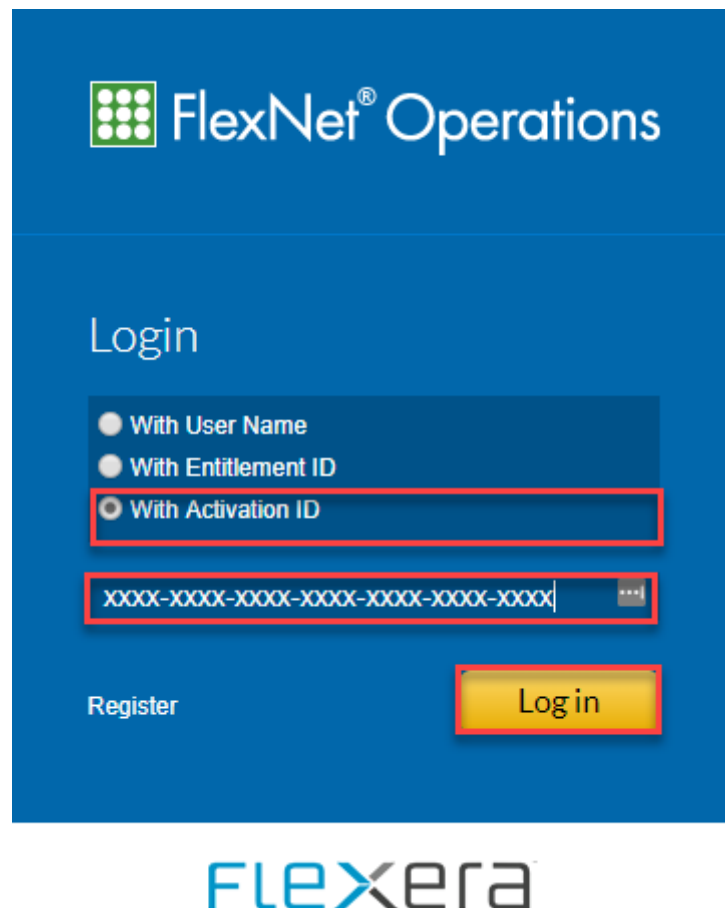 FlexNet® Operations
Login
With User Name
With Entitlement ID
With Activation ID
XXXX-XXXX-XXXX-XXXX-XXXX-XXXX-XXXX
Register
Log in
FLEXERA